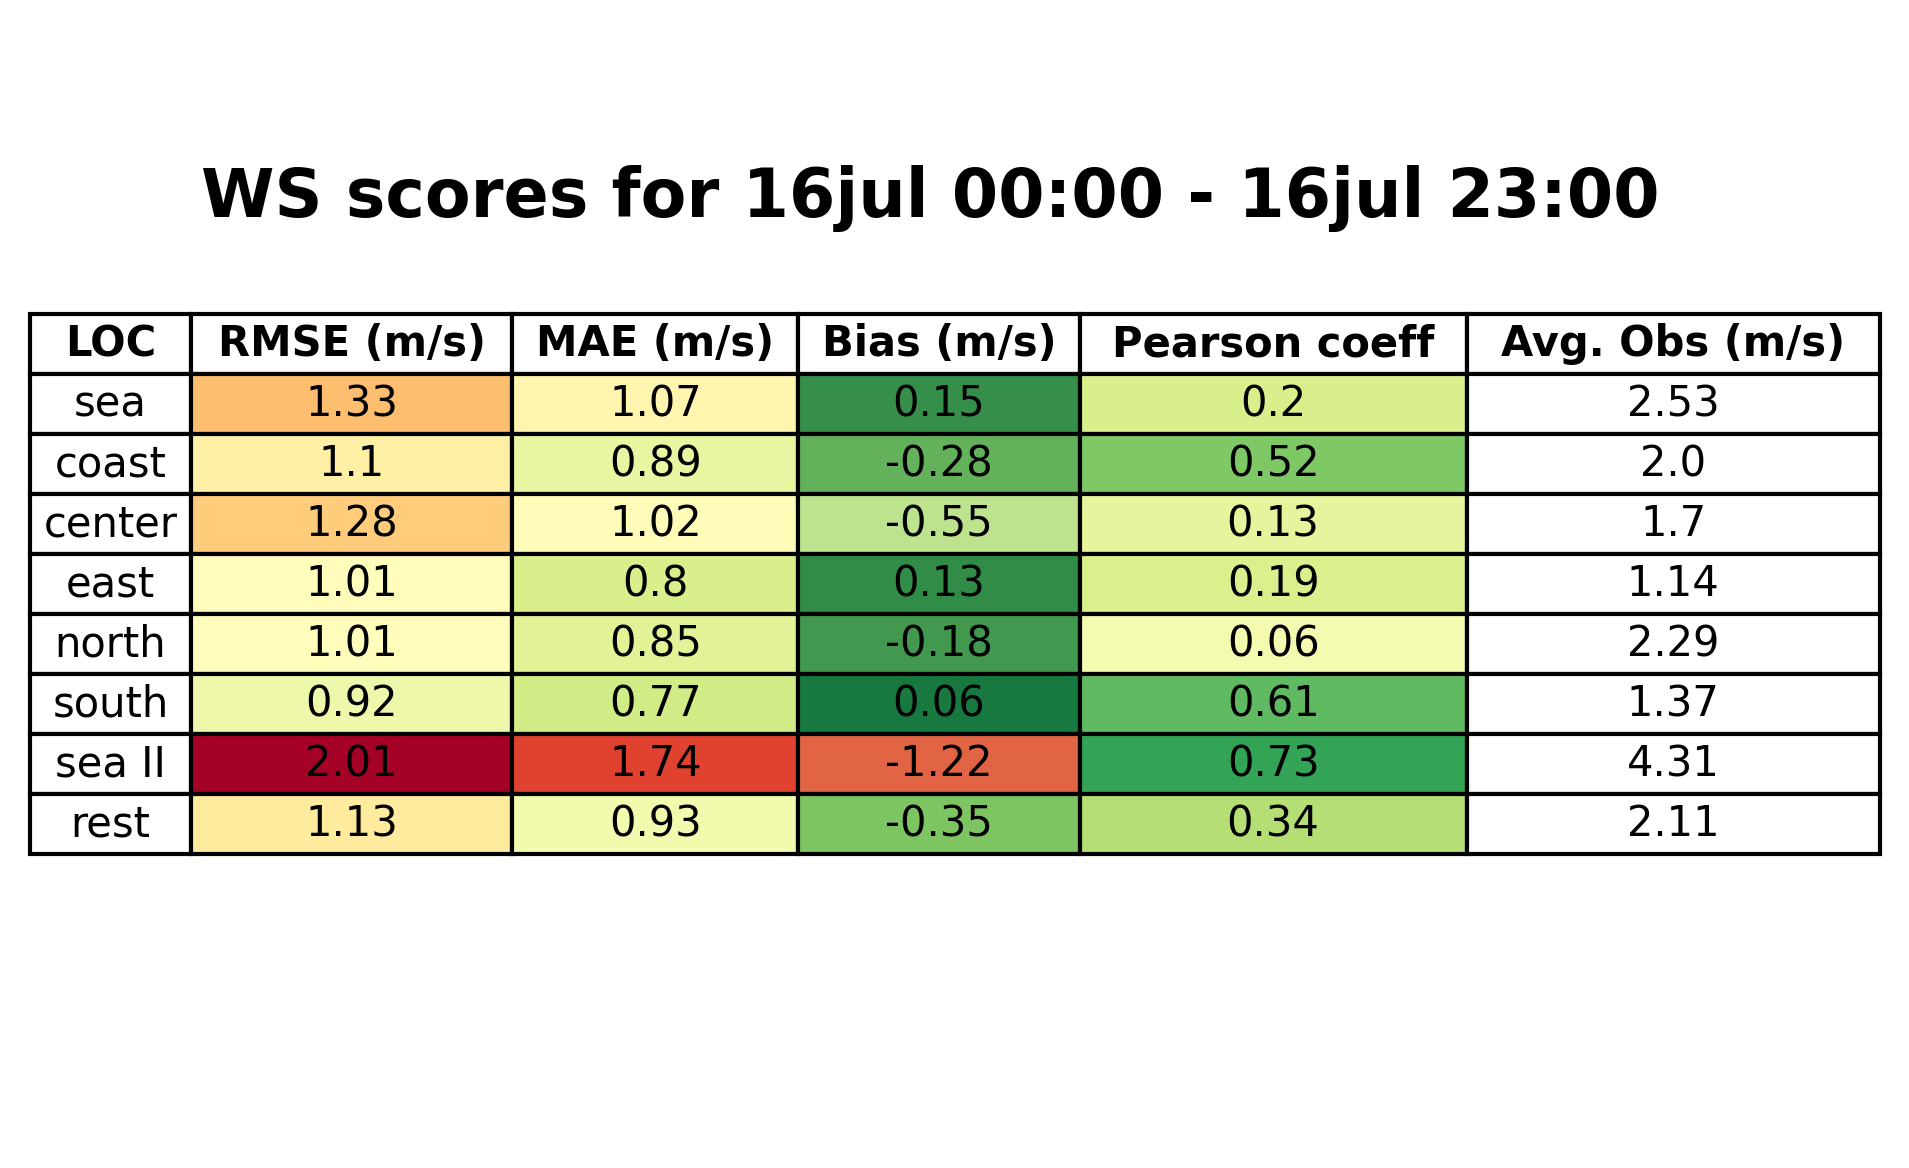 WS scores for 16jul 00:00 - 16jul 23:00
LOC RMSE (m/s) MAE (m/s) Bias (m/s) Pearson coeff Avg. Obs (m/s)
sea 1.33 1.07 0.15 0.2 2.53
coast 1.1 0.89 -0.28 0.52 2.0
center 1.28 1.02 -0.55 0.13 1.7
east 1.01 0.8 0.13 0.19 1.14
north 1.01 0.85 -0.18 0.06 2.29
south 0.92 0.77 0.06 0.61 1.37
sea II 2.01 1.74 -1.22 0.73 4.31
rest 1.13 0.93 -0.35 0.34 2.11